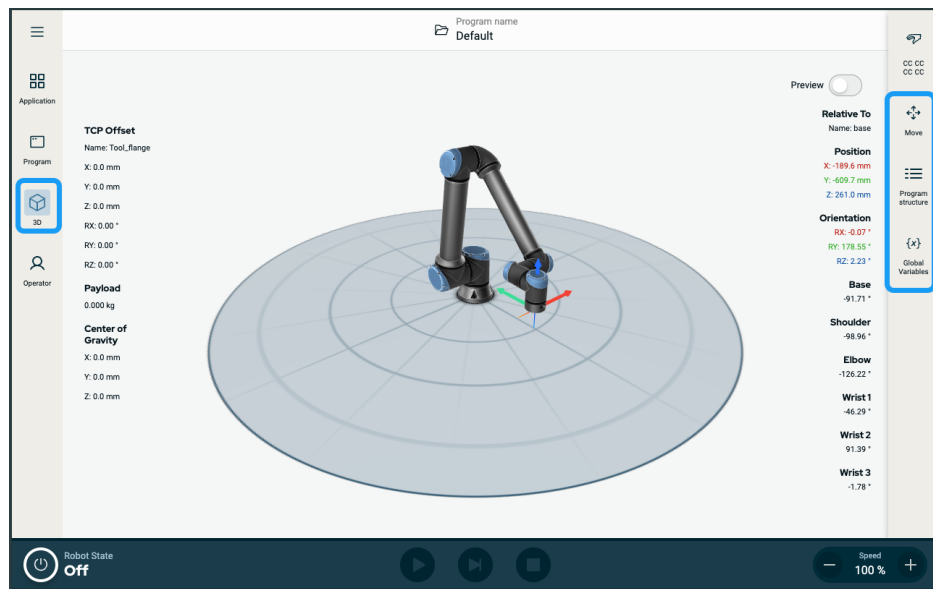 Program name
Default
Application
Program
3D
Operator
TCP Offset
Name: Tool_flange
X: 0.0 mm
Y: 0.0 mm
Z: 0.0 mm
RX: 0.00 °
RY: 0.00 °
RZ: 0.00 °
Payload
0.000 kg
Center of
Gravity
X: 0.0 mm
Y: 0.0 mm
Z: 0.0 mm
Preview
Relative To
Name: base
Position
X: -189.6 mm
Y: -609.7 mm
Z: 261.0 mm
Orientation
RX: -0.07 °
RY: 178.55 °
RZ: 2.23 °
Base
-91.71 °
Shoulder
-98.96 °
Elbow
-126.22 °
Wrist 1
-46.29 °
Wrist 2
91.39 °
Wrist 3
-1.78 °
CC CC
CC CC
Move
Program
structure
{x}
Global
Variables
Robot State
Off
Speed
100 %